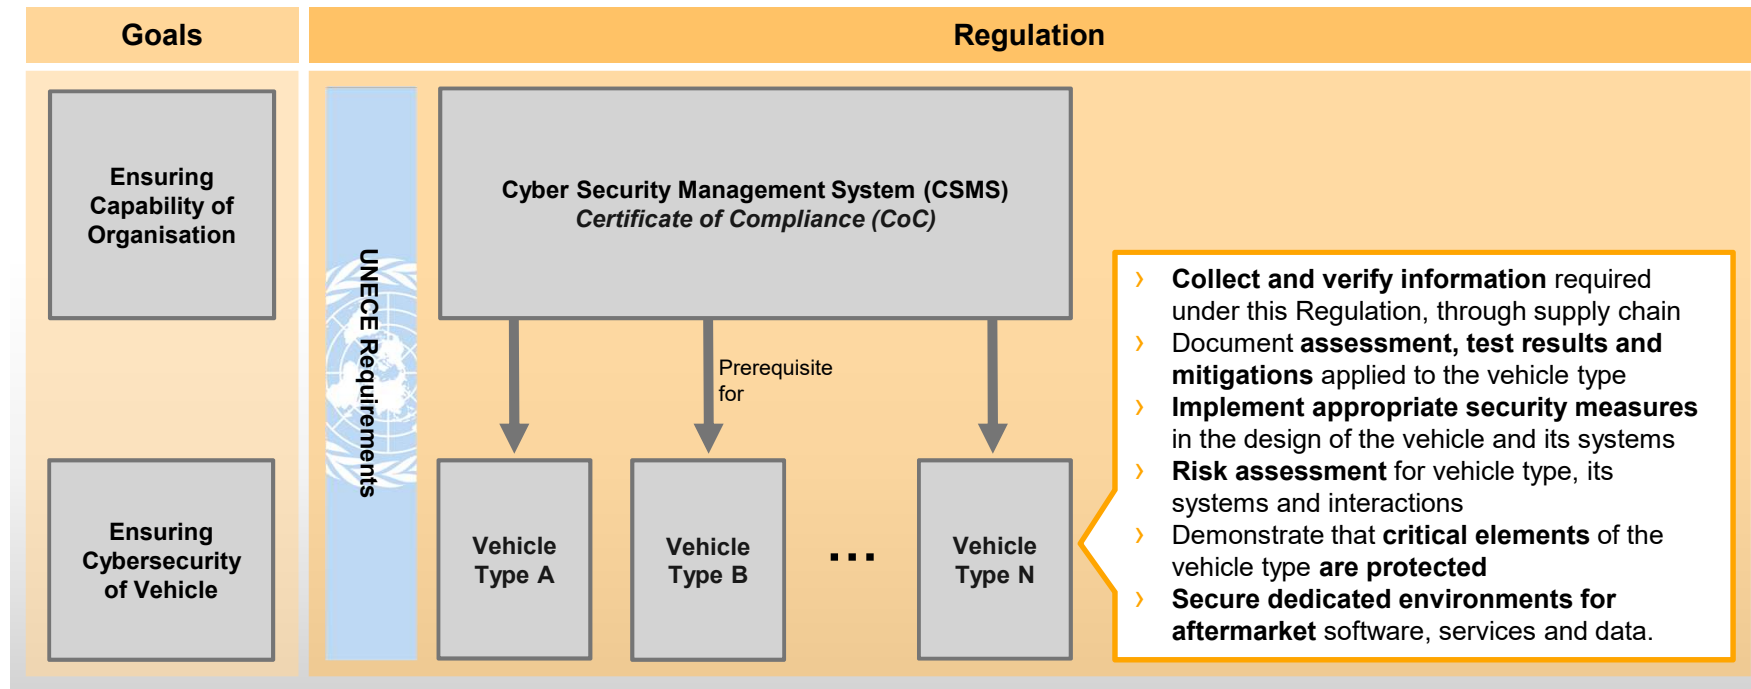 Goals
Regulation
Ensuring
Capability of
Organisation
Ensuring
Cybersecurity
of Vehicle
UNECE Requirements
Cyber Security Management System (CSMS)
Certificate of Compliance (CoC)
Prerequisite
for
Vehicle
Type A
Vehicle
Type B
...
Vehicle
Type N
› Collect and verify information required
under this Regulation, through supply chain
› Document assessment, test results and
mitigations applied to the vehicle type
› Implement appropriate security measures
in the design of the vehicle and its systems
› Risk assessment for vehicle type, its
systems and interactions
› Demonstrate that critical elements of the
vehicle type are protected
› Secure dedicated environments for
aftermarket software, services and data.